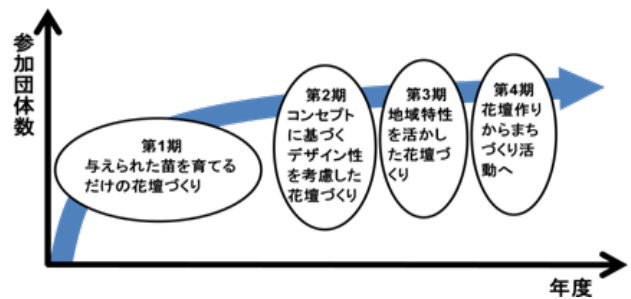 参加団体数
第1期
与えられた苗を育てる
だけの花壇づくり
第2期
コンセプト
に基づく
デザイン性
を考慮した
花壇づくり
第3期
地域特性
を活かし
た花壇づ
くり
第4期
花壇作り
からまち
づくり活
動へ
年度